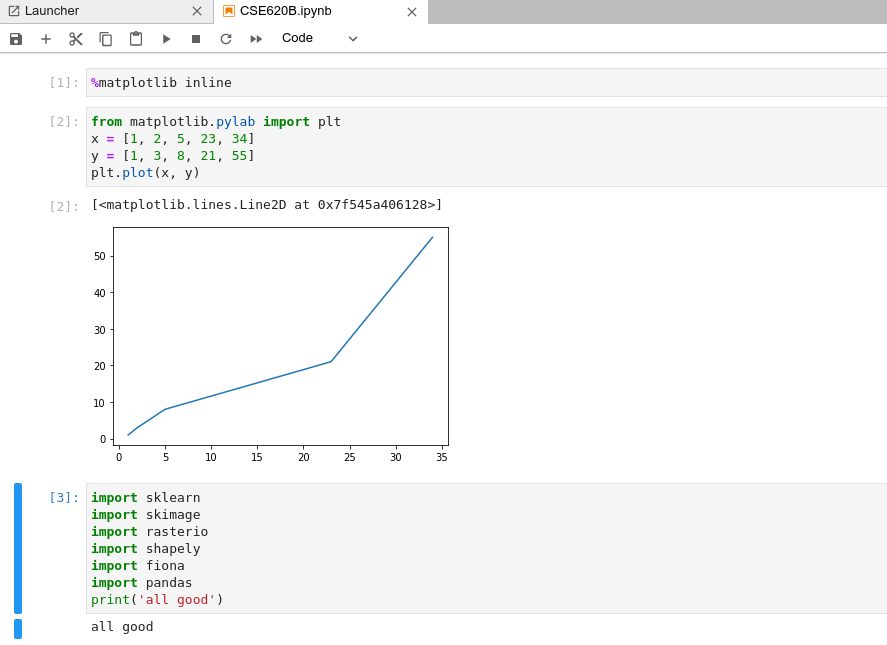 Launcher
CSE620B.ipynb
Code
[1]: %matplotlib inline
[2]: from matplotlib.pylab import plt
x = [1, 2, 5, 23, 34]
y = [1, 3, 8, 21, 55]
plt.plot(x, y)
[2]: [<matplotlib.lines.Line2D at 0x7f545a406128>]
50
40
30
20
10
0
0 5 10 15 20 25 30 35
[3]: import sklearn
import skimage
import rasterio
import shapely
import fiona
import pandas
print('all good')
all good